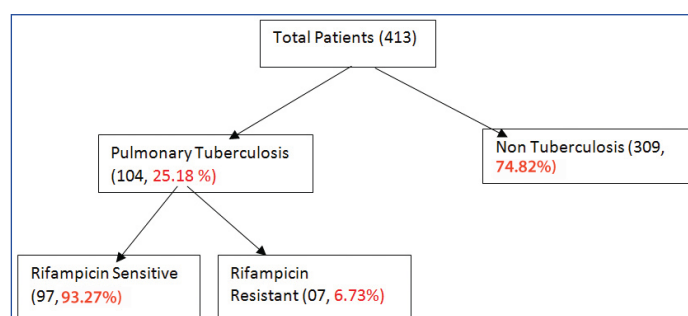 Total Patients (413)
Pulmonary Tuberculosis
(104, 25.18 %)
Non Tuberculosis (309,
74.82%)
Rifampicin Sensitive
(97, 93.27%)
Rifampicin
Resistant (07, 6.73%)